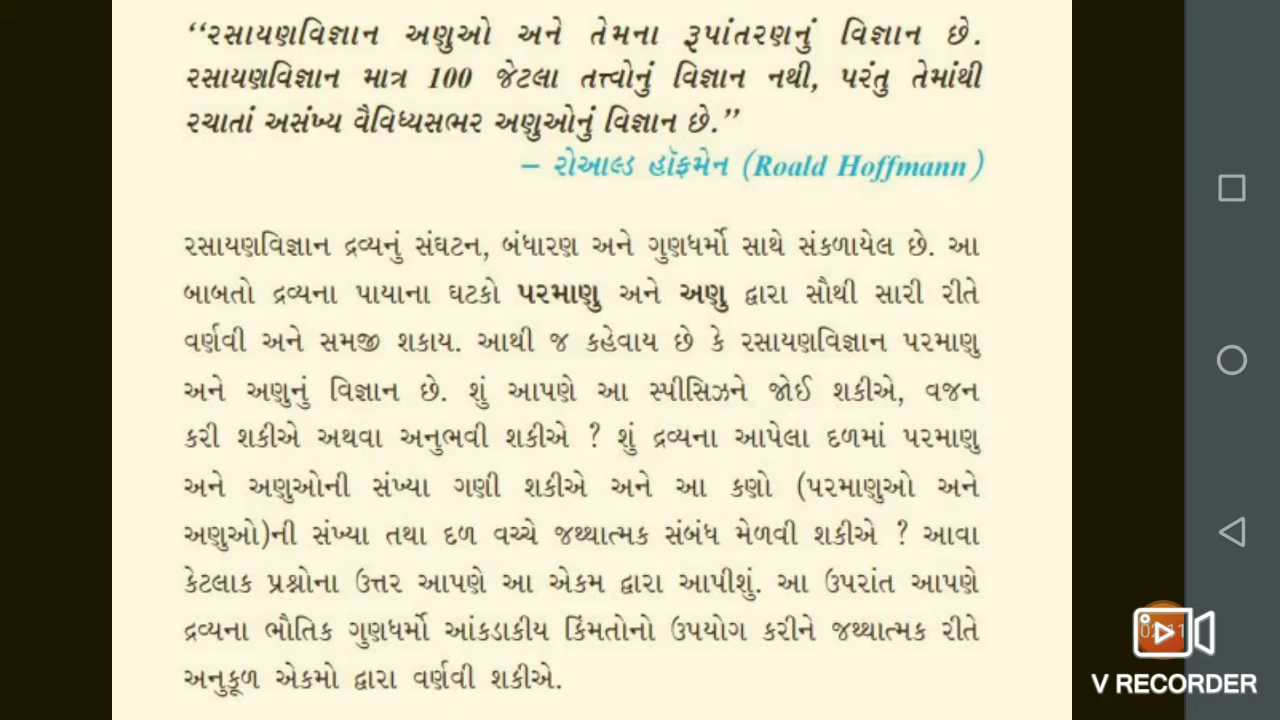 “રસાયણવિજ્ઞાન અણુઓ અને તેમના રૂપાંતરણનું વિજ્ઞાન છે.
રસાયણવિજ્ઞાન માત્ર 100 જેટલા તત્ત્વોનું વિજ્ઞાન નથી, પરંતુ તેમાંથી
રચાતાં અસંખ્ય વૈવિધ્યસભર અણુઓનું વિજ્ઞાન છે.”
– રોઆલ્ડ હૉફમેન (Roald Hoffmann)
રસાયણવિજ્ઞાન દ્રવ્યનું સંઘટન, બંધારણ અને ગુણધર્મો સાથે સંકળાયેલ છે. આ
બાબતો દ્રવ્યના પાયાના ઘટકો પરમાણુ અને અણુ દ્વારા સૌથી સારી રીતે
વર્ણવી અને સમજી શકાય. આથી જ કહેવાય છે કે રસાયણવિજ્ઞાન પરમાણુ
અને અણુનું વિજ્ઞાન છે. શું આપણે આ સ્પીસિઝને જોઈ શકીએ, વજન
કરી શકીએ અથવા અનુભવી શકીએ ? શું દ્રવ્યના આપેલા દળમાં પરમાણુ
અને અણુઓની સંખ્યા ગણી શકીએ અને આ કણો (પરમાણુઓ અને
અણુઓ)ની સંખ્યા તથા દળ વચ્ચે જથ્થાત્મક સંબંધ મેળવી શકીએ ? આવા
કેટલાક પ્રશ્નોના ઉત્તર આપણે આ એકમ દ્વારા આપીશું. આ ઉપરાંત આપણે
દ્રવ્યના ભૌતિક ગુણધર્મો આંકડાકીય કિંમતોનો ઉપયોગ કરીને જથ્થાત્મક રીતે
અનુકૂળ એકમો દ્વારા વર્ણવી શકીએ.
V RECORDER